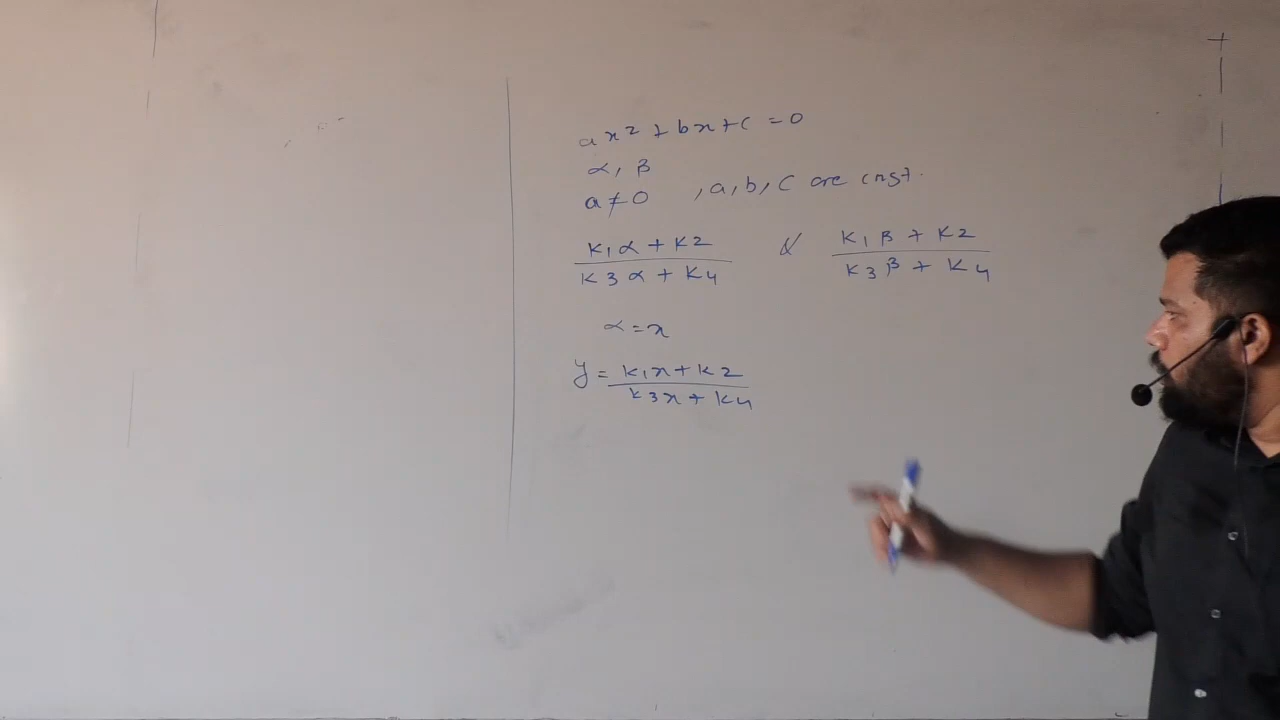 ax² + bx + c = 0
α, β
a ≠ 0 , a, b, c are cnst.
K₁α + K2 / K3α + K4 & K₁β + K2 / K3β + K4
α = x
y = K₁x + K2 / K3x + K4